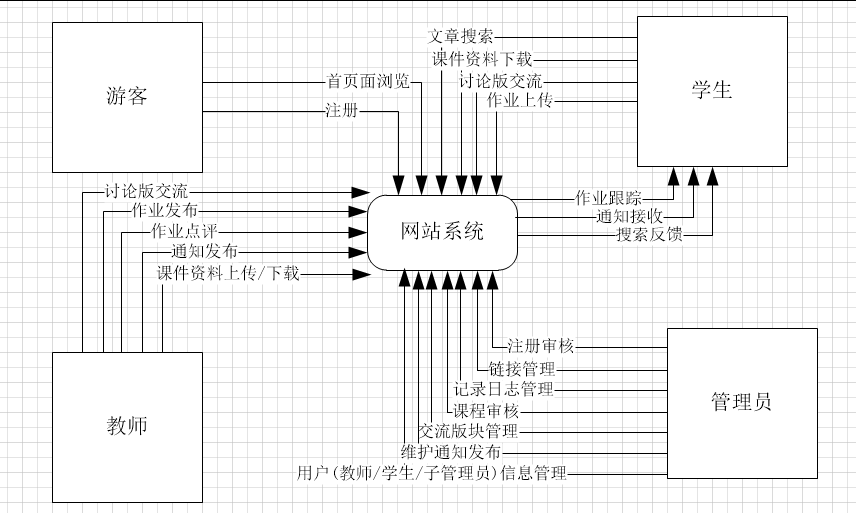 文章搜索
课件资料下载
讨论版交流
作业上传
游客
首页面浏览
注册
学生
讨论版交流
作业发布
作业点评
通知发布
课件资料上传/下载
网站系统
作业跟踪
通知接收
搜索反馈
教师
注册审核
链接管理
记录日志管理
课程审核
交流版块管理
维护通知发布
用户(教师/学生/子管理员)信息管理
管理员